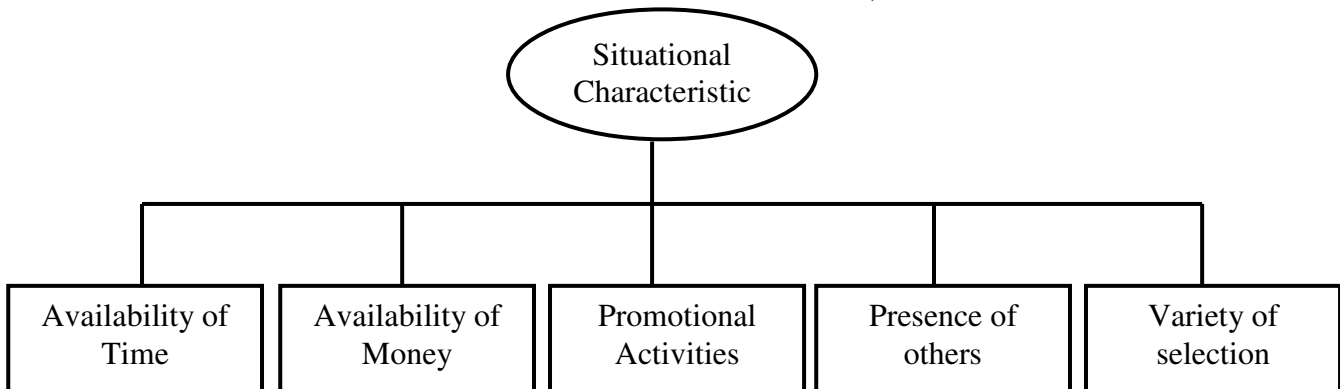 Situational
Characteristic
Availability of
Time
Availability of
Money
Promotional
Activities
Presence of
others
Variety of
selection